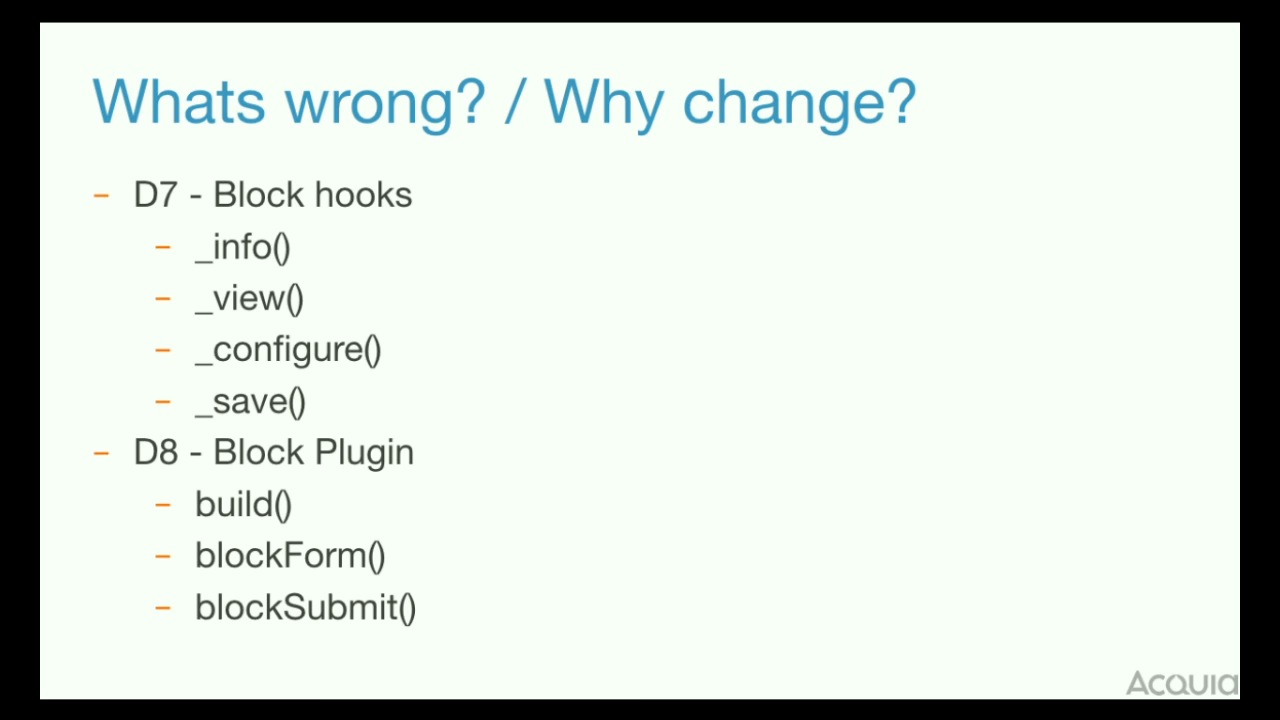 Whats wrong? / Why change?
- D7 - Block hooks
- _info()
- _view()
- _configure()
- _save()
- D8 - Block Plugin
- build()
- blockForm()
- blockSubmit()
Acquia